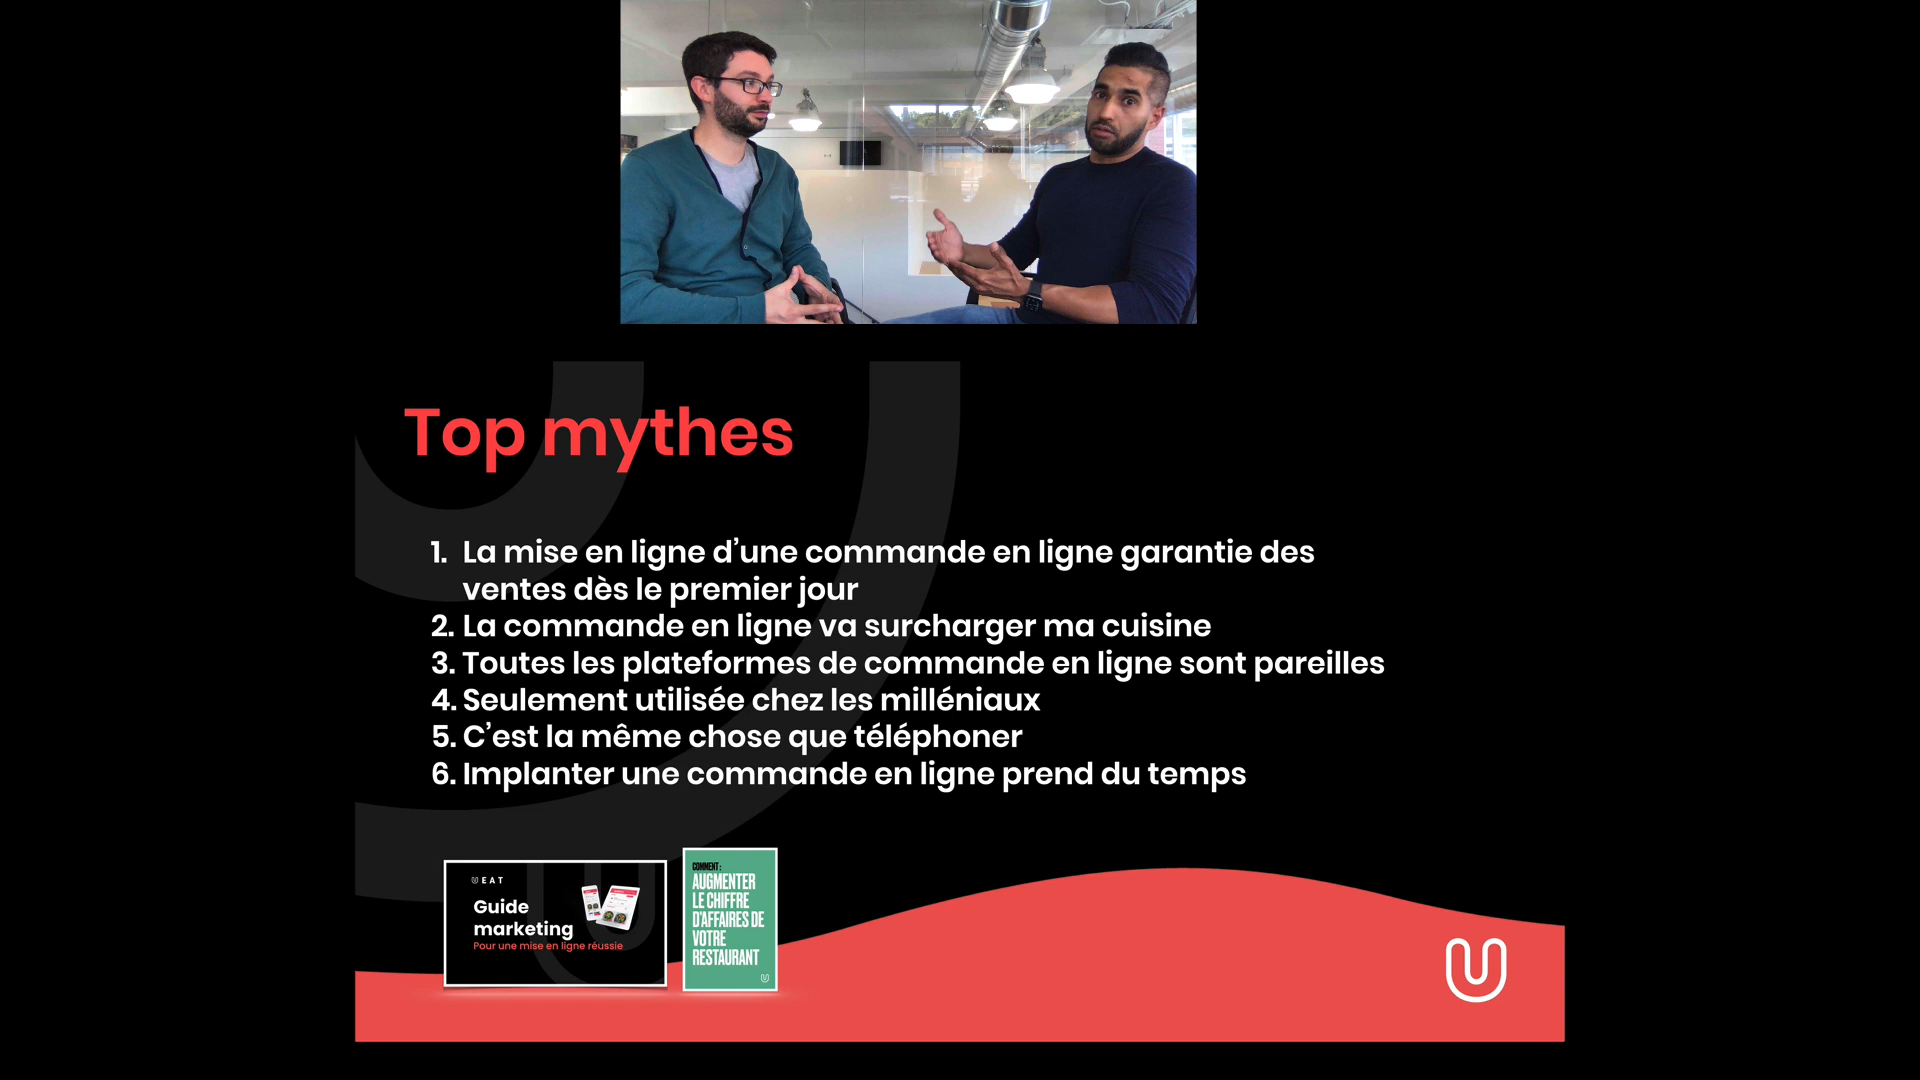 Top mythes
1. La mise en ligne d’une commande en ligne garantie des
ventes dès le premier jour
2. La commande en ligne va surcharger ma cuisine
3. Toutes les plateformes de commande en ligne sont pareilles
4. Seulement utilisée chez les milléniaux
5. C’est la même chose que téléphoner
6. Implanter une commande en ligne prend du temps
UEAT
Guide
marketing
Pour une mise en ligne réussie
COMMENT :
AUGMENTER
LE CHIFFRE
D'AFFAIRES DE
VOTRE
RESTAURANT